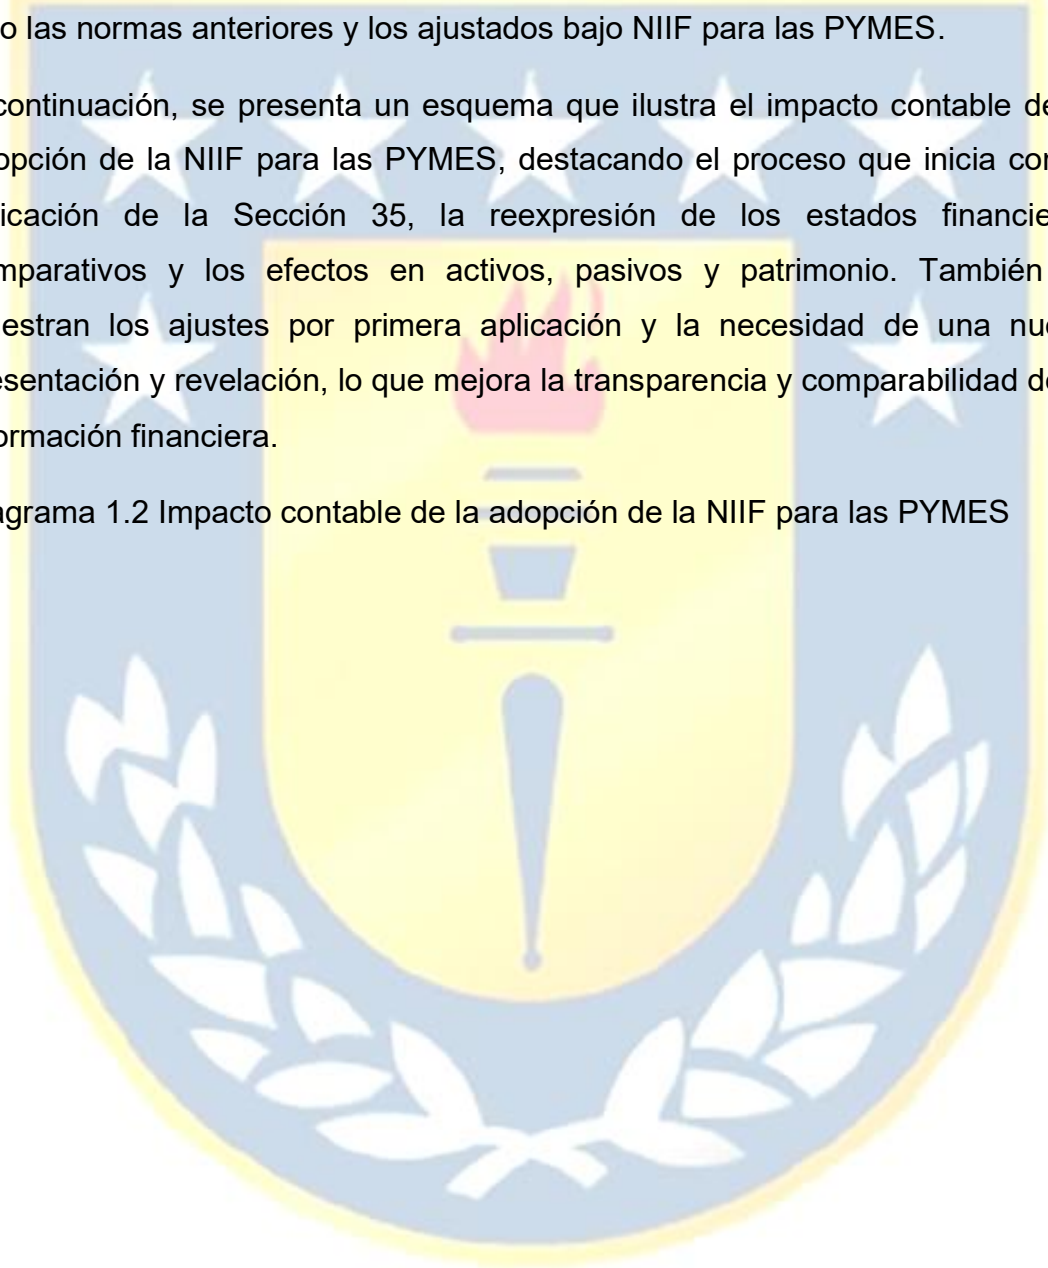 o las normas anteriores y los ajustados bajo NIIF para las PYMES.
continuación, se presenta un esquema que ilustra el impacto contable de
opción de la NIIF para las PYMES, destacando el proceso que inicia con
icación de la Sección 35, la reexpresión de los estados financie
mparativos y los efectos en activos, pasivos y patrimonio. También
estran los ajustes por primera aplicación y la necesidad de una nue
esentación y revelación, lo que mejora la transparencia y comparabilidad de
ormación financiera.
agrama 1.2 Impacto contable de la adopción de la NIIF para las PYMES